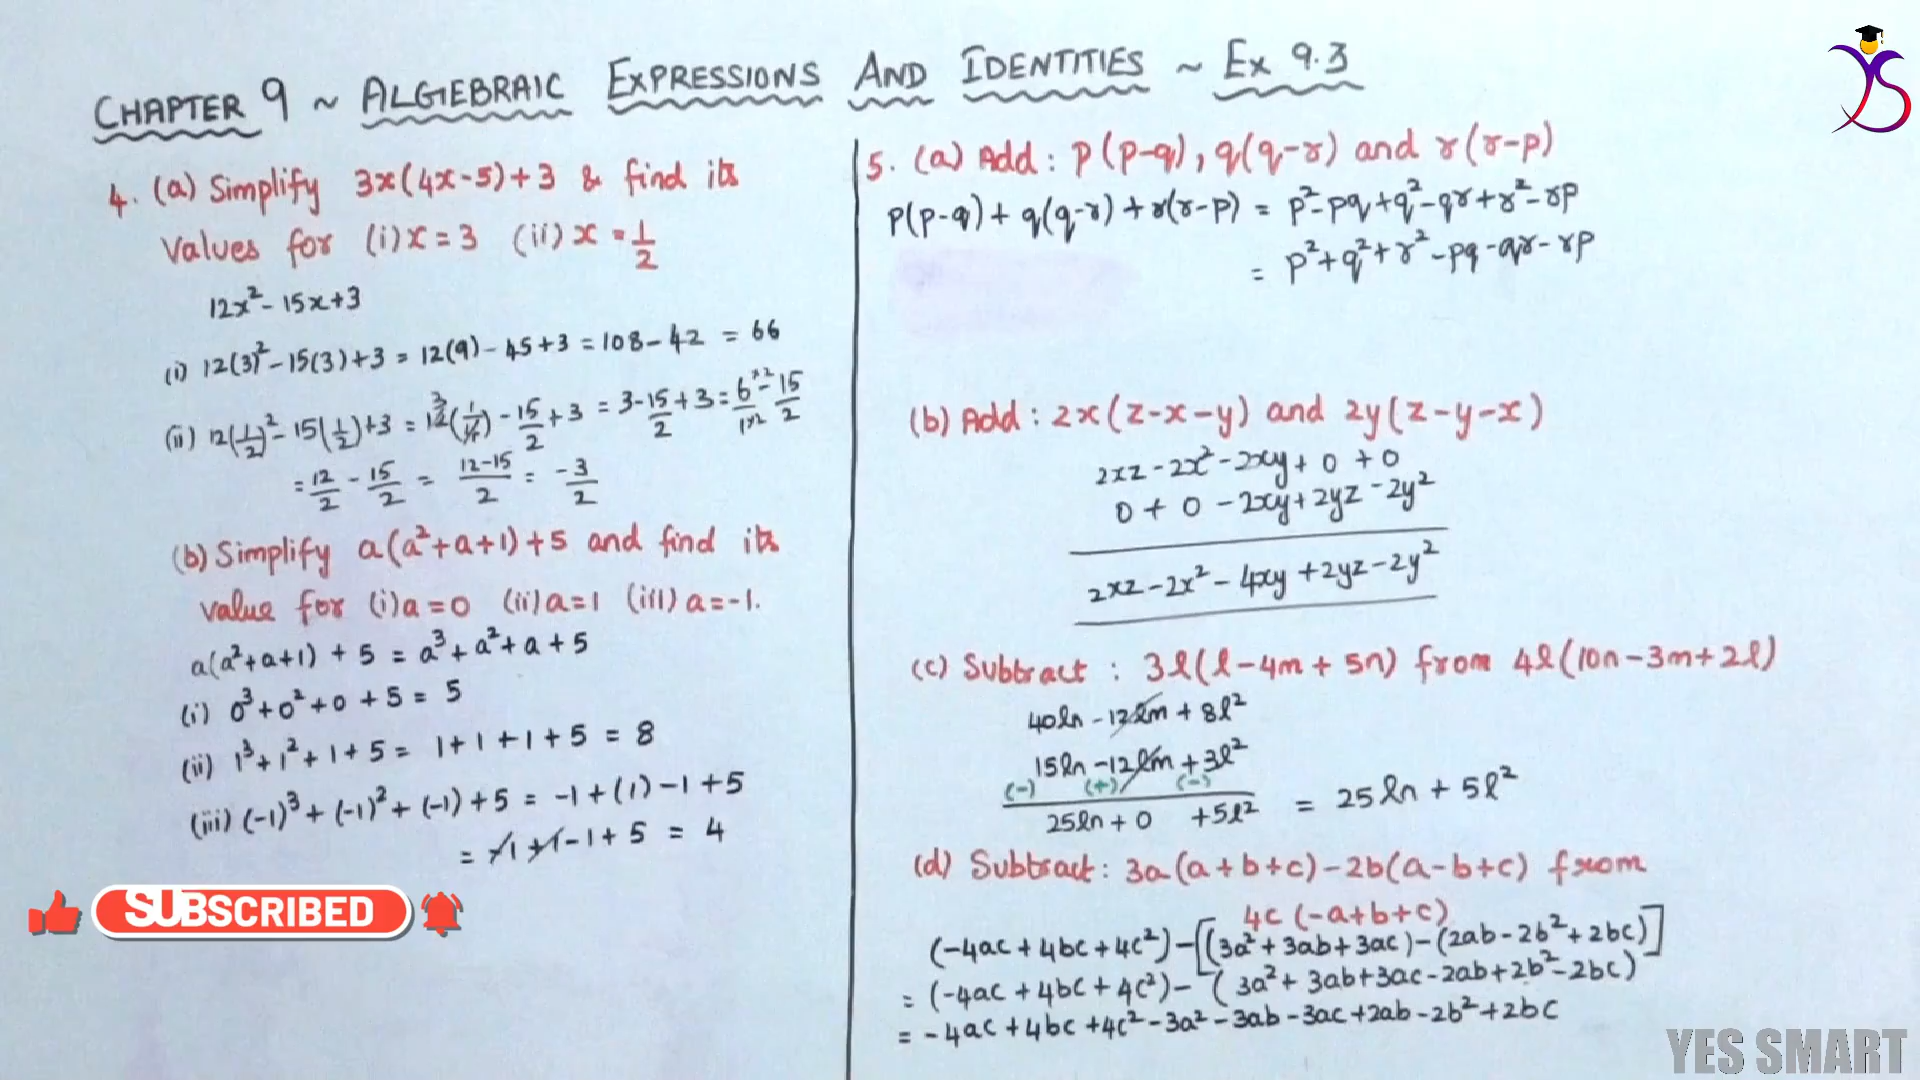 CHAPTER 9 ~ ALGEBRAIC EXPRESSIONS AND IDENTITIES ~ Ex 9.3
4. (a) Simplify 3x(4x-5)+3 & find its
Values for (i) x = 3 (ii) x = 1/2
12x² - 15x + 3
(i) 12(3)² - 15(3) + 3 = 12(9) - 45 + 3 = 108 - 42 = 66
(ii) 12(1/2)² - 15(1/2) + 3 = 12 3 (1/4) - 15/2 + 3 = 3 - 15/2 + 3 = 6×2/1×2 - 15/2
= 12/2 - 15/2 = 12-15/2 = -3/2
(b) Simplify a(a²+a+1)+5 and find its
value for (i) a=0 (ii) a=1 (iii) a=-1.
a(a²+a+1) + 5 = a³ + a² + a + 5
(i) 0³ + 0² + 0 + 5 = 5
(ii) 1³ + 1² + 1 + 5 = 1 + 1 + 1 + 5 = 8
(iii) (-1)³ + (-1)² + (-1) + 5 = -1 + (1) - 1 + 5
= -1 + 1 - 1 + 5 = 4
SUBSCRIBED
5. (a) Add : p(p-q), q(q-r) and r(r-p)
p(p-q) + q(q-r) + r(r-p) = p² - pq + q² - qr + r² - rp
= p² + q² + r² - pq - qr - rp
(b) Add : 2x(z-x-y) and 2y(z-y-x)
2xz - 2x² - 2xy + 0 + 0
0 + 0 - 2xy + 2yz - 2y²
2xz - 2x² - 4xy + 2yz - 2y²
(c) Subtract : 3l(l-4m+5n) from 4l(10n-3m+2l)
40ln - 12lm + 8l²
15ln - 12lm + 3l²
(-) (+) (-)
25ln + 0 + 5l² = 25ln + 5l²
(d) Subtract : 3a(a+b+c) - 2b(a-b+c) from
4c(-a+b+c)
(-4ac + 4bc + 4c²) - [(3a² + 3ab + 3ac) - (2ab - 2b² + 2bc)]
= (-4ac + 4bc + 4c²) - (3a² + 3ab + 3ac - 2ab + 2b² - 2bc)
= -4ac + 4bc + 4c² - 3a² - 3ab - 3ac + 2ab - 2b² + 2bc
YS
YES SMART